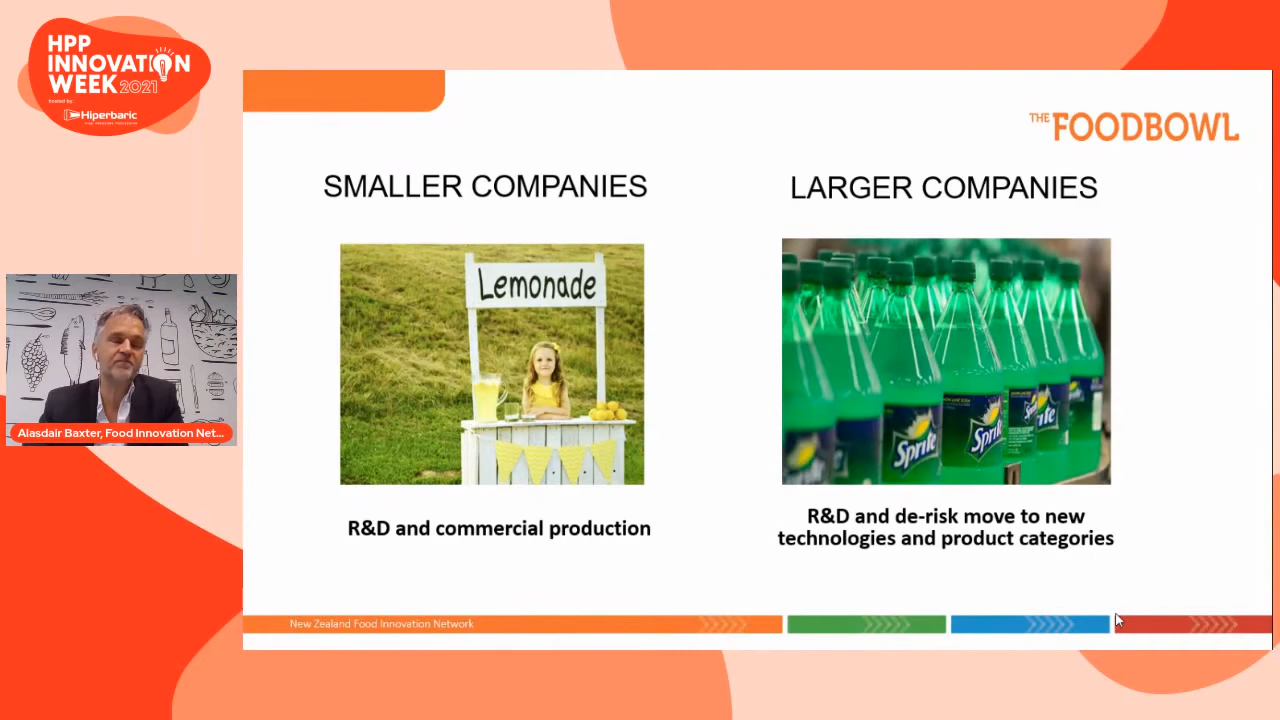 HPP
INNOVATION
WEEK 2021
hosted by:
Hiperbaric
THE FOODBOWL
SMALLER COMPANIES
LARGER COMPANIES
Lemonade
Sprite
Sprite
Sprite
R&D and commercial production
R&D and de-risk move to new
technologies and product categories
Alasdair Baxter, Food Innovation Net...
New Zealand Food Innovation Network